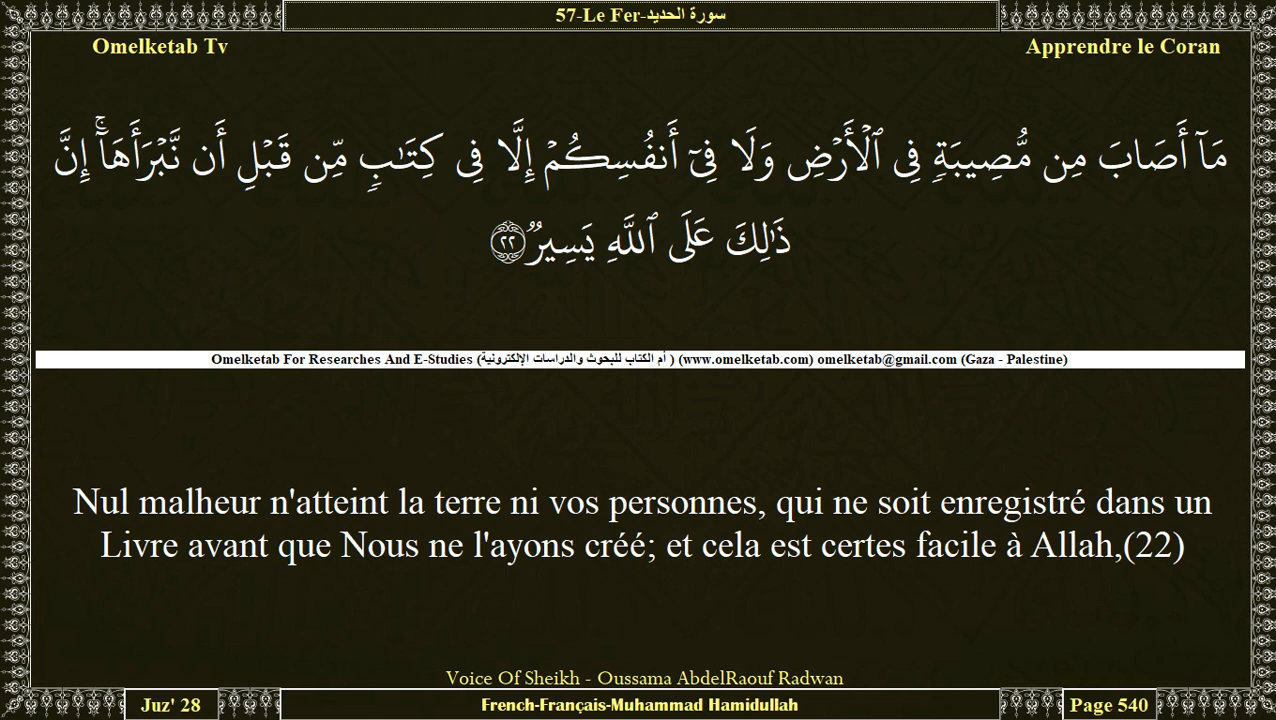 57-Le Fer-سورة الحديد
Omelketab Tv
Apprendre le Coran
مَآ أَصَابَ مِن مُّصِيبَةٍ فِى ٱلْأَرْضِ وَلَا فِىٓ أَنفُسِكُمْ إِلَّا فِى كِتَـٰبٍ مِّن قَبْلِ أَن نَّبْرَأَهَآ ۚ إِنَّ
ذَٰلِكَ عَلَى ٱللَّهِ يَسِيرٌ ٢٢
Omelketab For Researches And E-Studies (أم الكتاب للبحوث والدراسات الإلكترونية ) (www.omelketab.com) omelketab@gmail.com (Gaza - Palestine)
Nul malheur n'atteint la terre ni vos personnes, qui ne soit enregistré dans un
Livre avant que Nous ne l'ayons créé; et cela est certes facile à Allah,(22)
Voice Of Sheikh - Oussama AbdelRaouf Radwan
Juz' 28
French-Français-Muhammad Hamidullah
Page 540